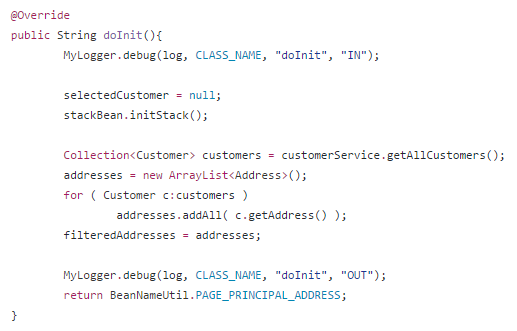 @Override
public String doInit(){
MyLogger.debug(log, CLASS_NAME, "doInit", "IN");
selectedCustomer = null;
stackBean.initStack();
Collection<Customer> customers = customerService.getAllCustomers();
addresses = new ArrayList<Address>();
for ( Customer c:customers )
addresses.addAll( c.getAddress() );
filteredAddresses = addresses;
MyLogger.debug(log, CLASS_NAME, "doInit", "OUT");
return BeanNameUtil.PAGE_PRINCIPAL_ADDRESS;
}